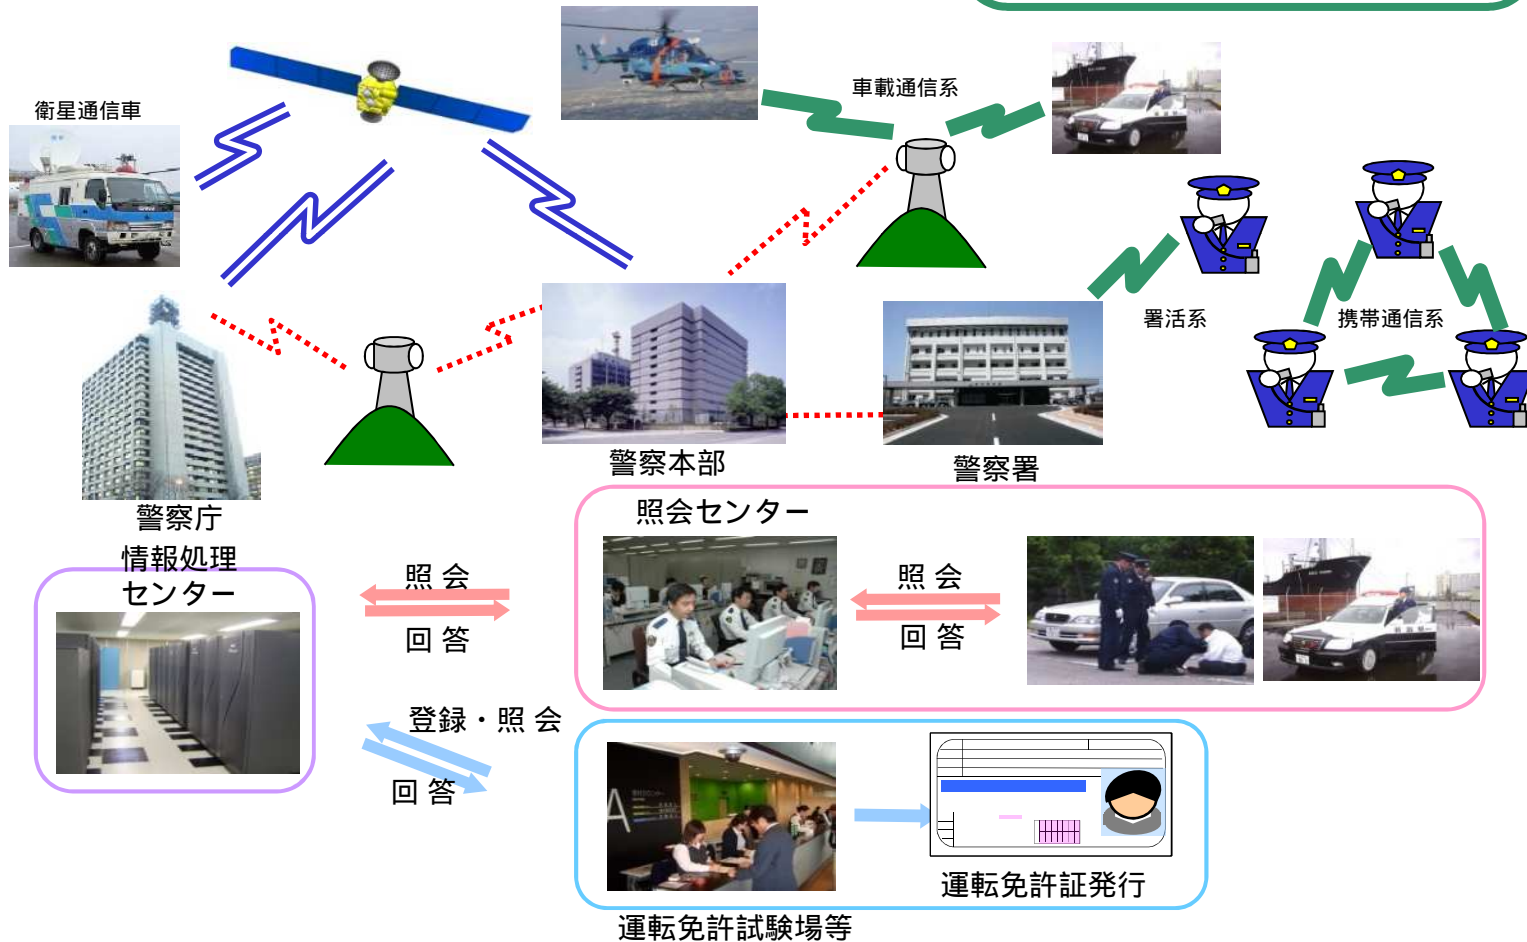 衛星通信車
車載通信系
署活系
携帯通信系
警察本部
警察署
警察庁
情報処理
センター
照会センター
照 会
回 答
照 会
回 答
登録・照 会
回 答
A
運転免許証発行
運転免許試験場等